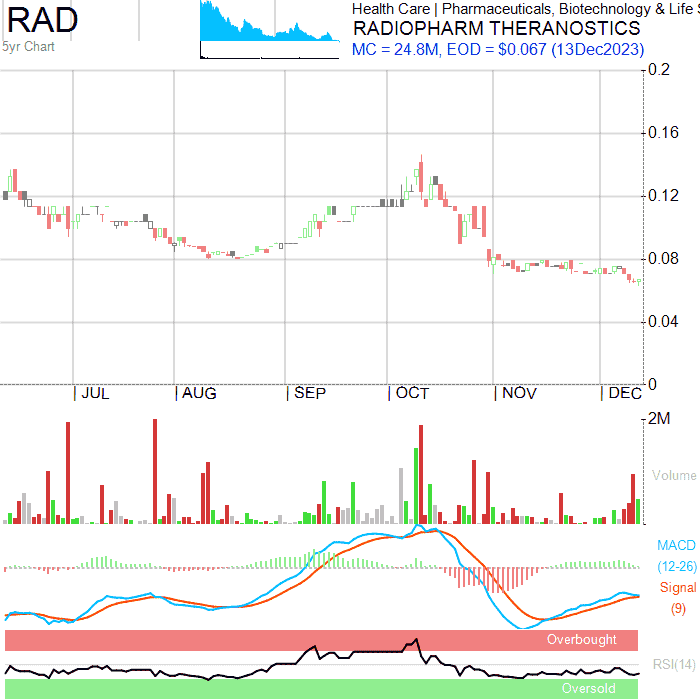 RAD
5yr Chart
Health Care | Pharmaceuticals, Biotechnology & Life S
RADIOPHARM THERANOSTICS
MC = 24.8M, EOD = $0.067 (13Dec2023)
0.2
0.16
0.12
0.08
0.04
0
| JUL | AUG | SEP | OCT | NOV | DEC
2M
Volume
MACD
(12-26)
Signal
(9)
Overbought
RSI(14)
Oversold